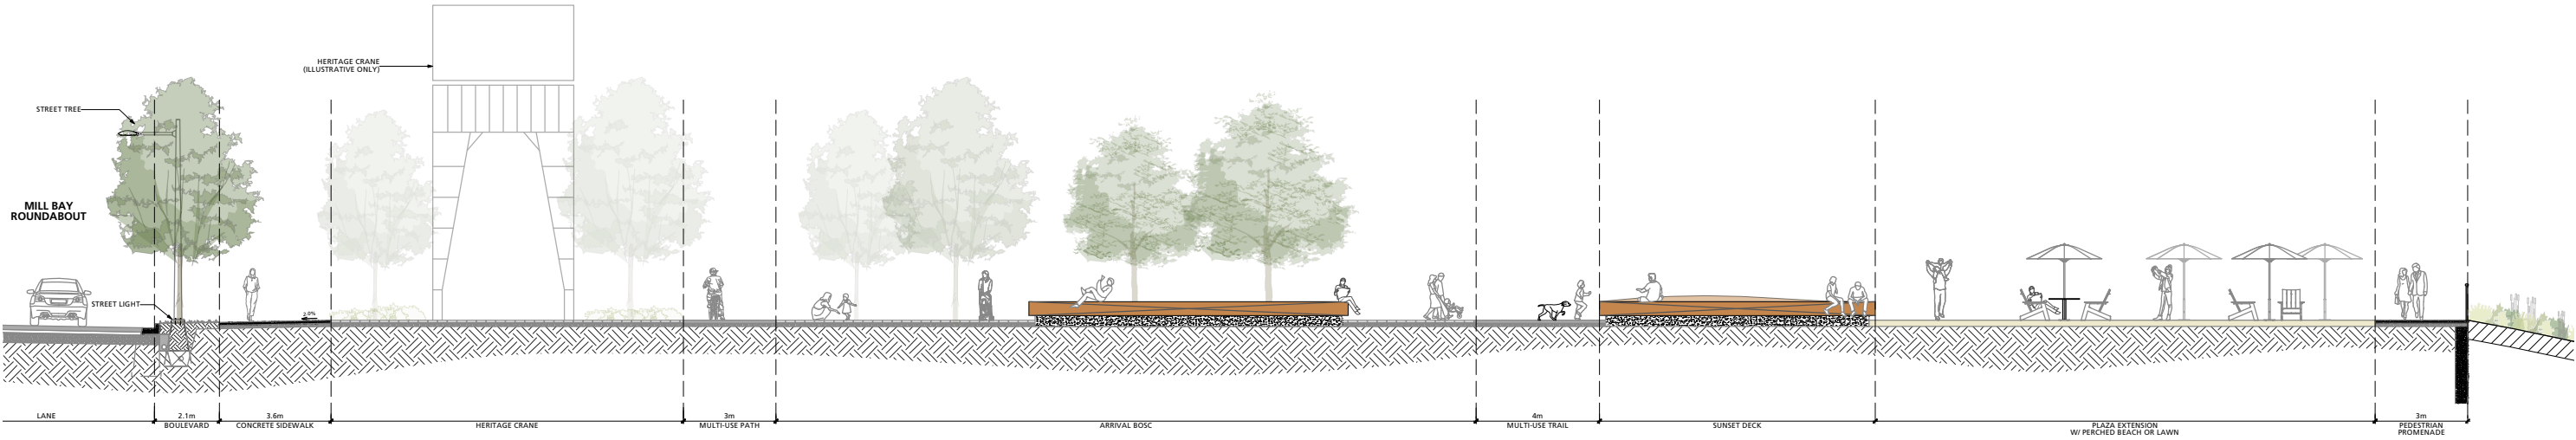 HERITAGE CRANE
(ILLUSTRATIVE ONLY)
STREET TREE
MILL BAY
ROUNDABOUT
STREET LIGHT
2.0%
LANE
2.1m
BOULEVARD
3.6m
CONCRETE SIDEWALK
HERITAGE CRANE
3m
MULTI-USE PATH
ARRIVAL BOSC
4m
MULTI-USE TRAIL
SUNSET DECK
PLAZA EXTENSION
W/ PERCHED BEACH OR LAWN
3m
PEDESTRIAN
PROMENADE